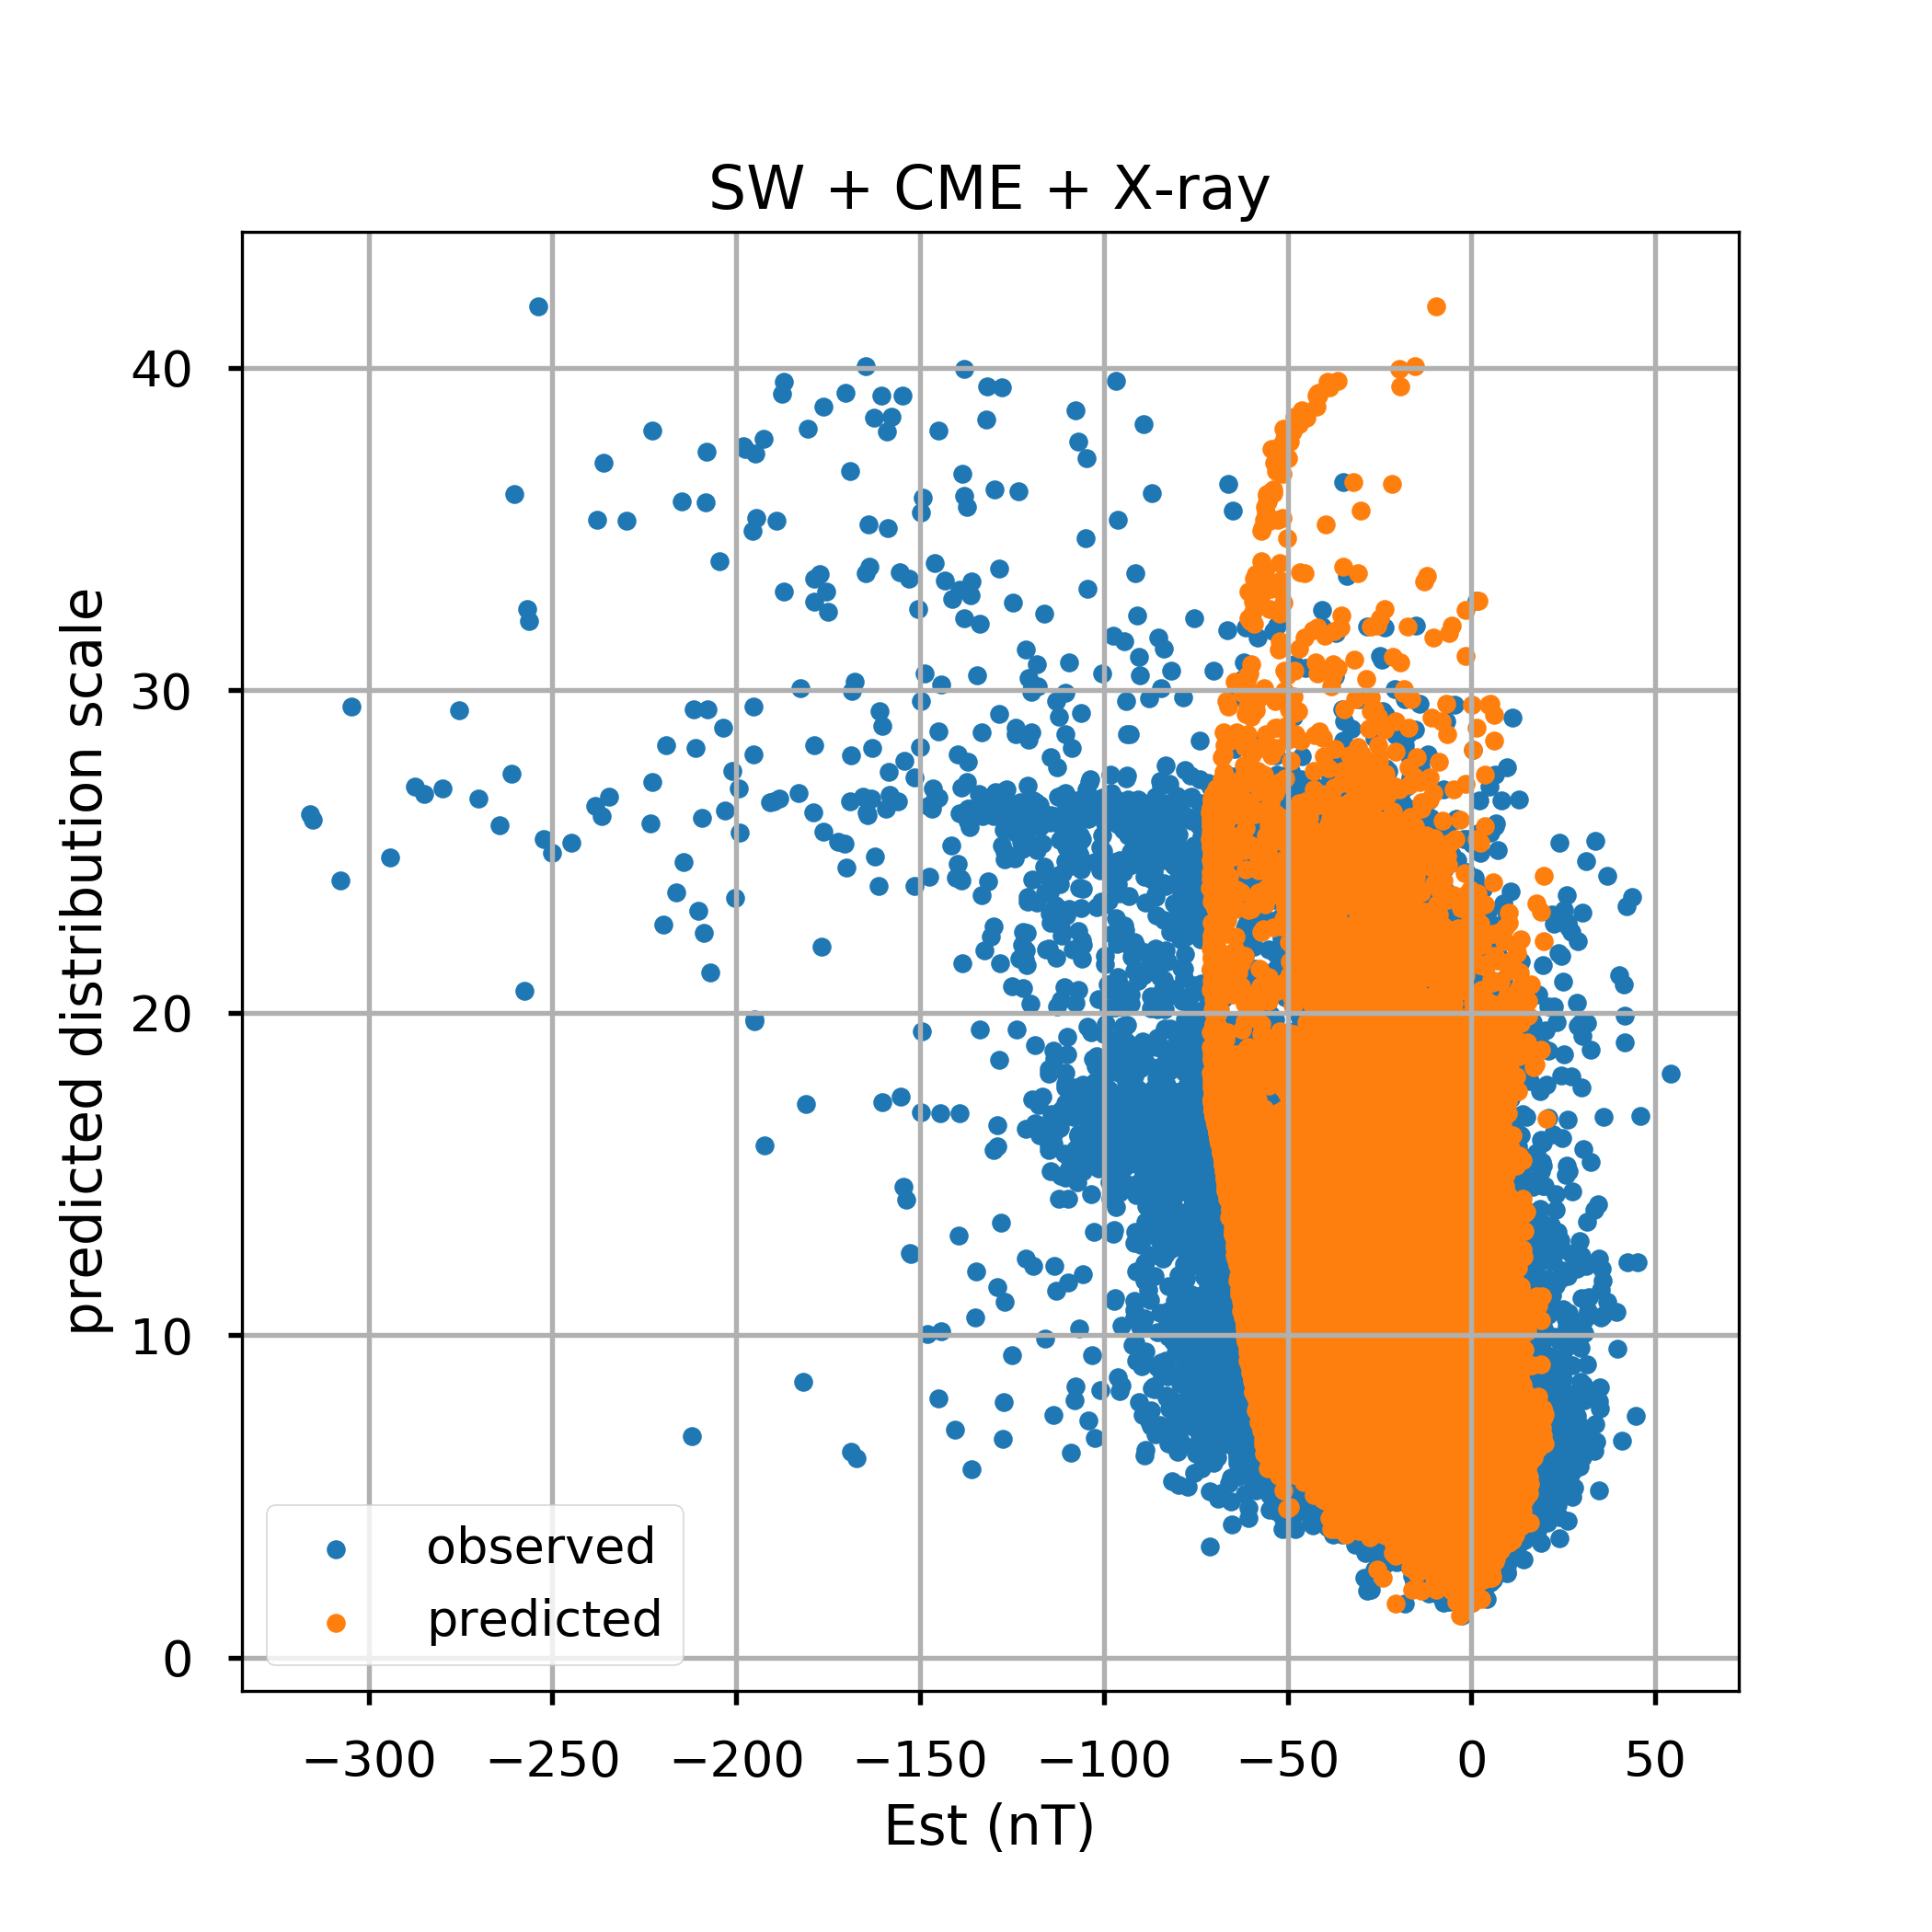 SW + CME + X-ray
predicted distribution scale
40
30
20
10
0
observed
predicted
−300 −250 −200 −150 −100 −50 0 50
Est (nT)